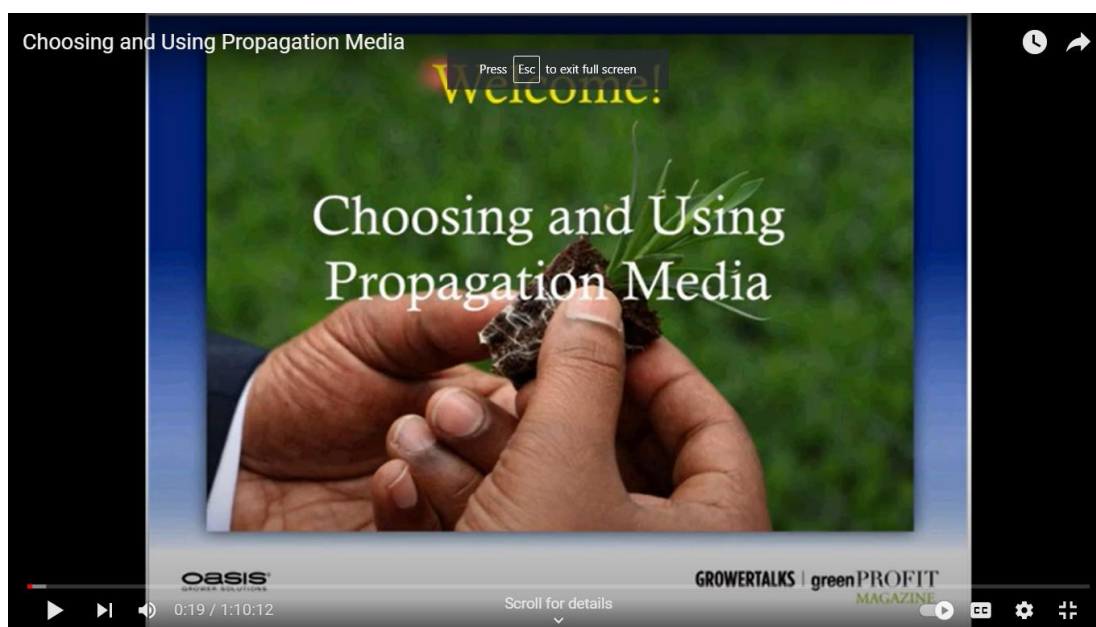 Choosing and Using Propagation Media
Press Esc to exit full screen
Welcome!
Choosing and Using
Propagation Media
OASIS
GROWER SOLUTIONS
GROWERTALKS | greenPROFIT
MAGAZINE
0:19 / 1:10:12
Scroll for details
CC